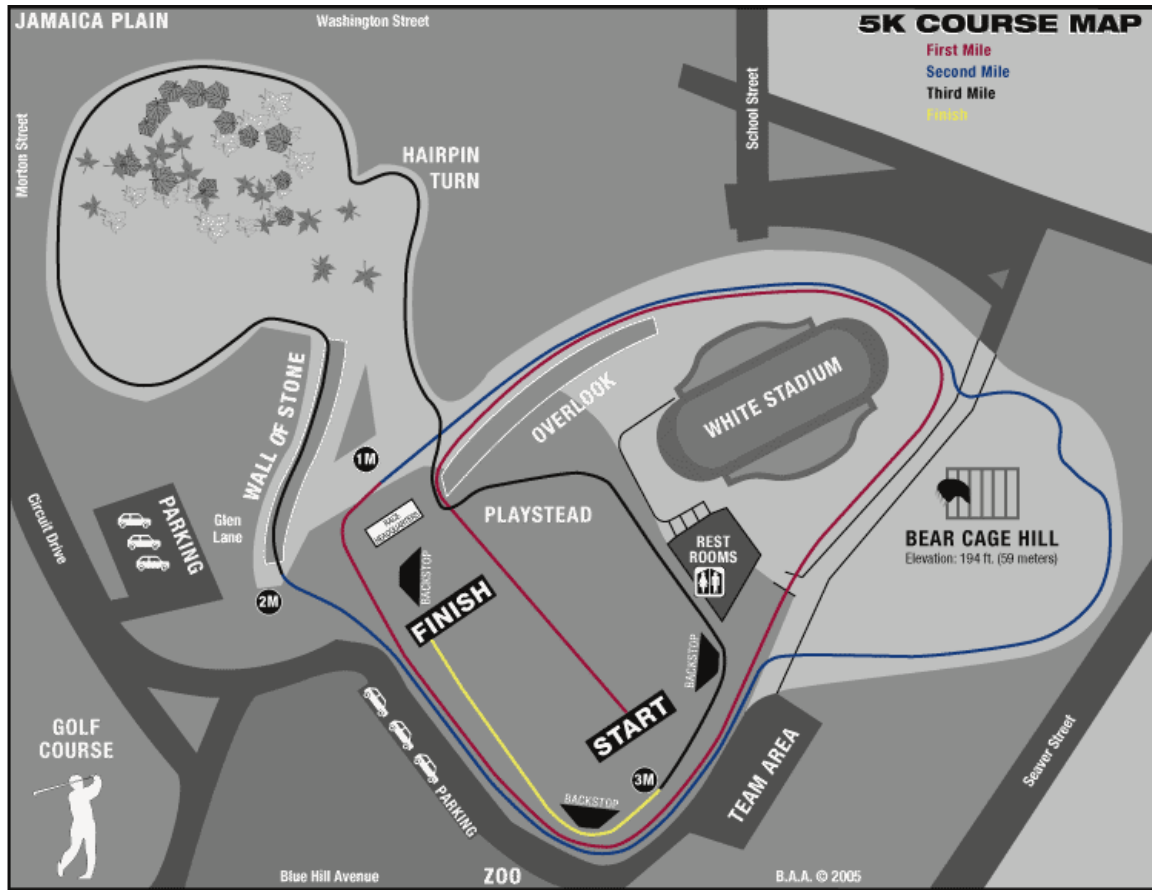 JAMAICA PLAIN
Washington Street
5K COURSE MAP
First Mile
Second Mile
Third Mile
Finish
School Street
Morton Street
HAIRPIN
TURN
WALL OF STONE
OVERLOOK
WHITE STADIUM
1M
RACE
HEADQUARTERS
PLAYSTEAD
PARKING
Glen
Lane
Circuit Drive
REST
ROOMS
BEAR CAGE HILL
Elevation: 194 ft. (59 meters)
BACKSTOP
2M
FINISH
BACKSTOP
START
GOLF
COURSE
PARKING
3M
BACKSTOP
TEAM AREA
Seaver Street
Blue Hill Avenue
ZOO
B.A.A. © 2005